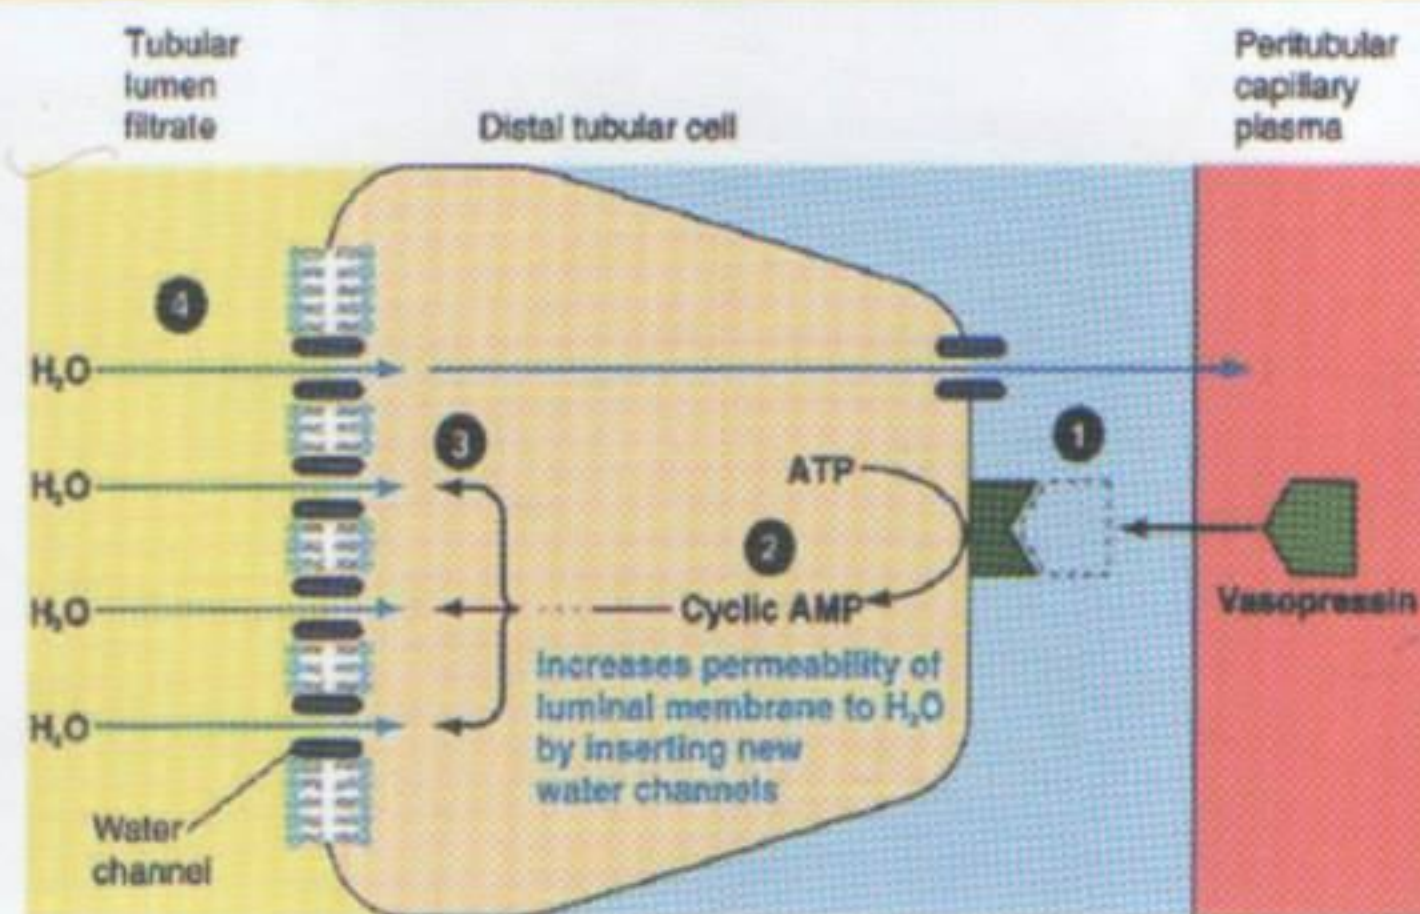 Tubular
lumen
filtrate
Distal tubular cell
Peritubular
capillary
plasma
4
H₂O
3
1
H₂O
ATP
2
H₂O
Cyclic AMP
Vasopressin
Increases permeability of
luminal membrane to H₂O
by inserting new
water channels
H₂O
Water
channel